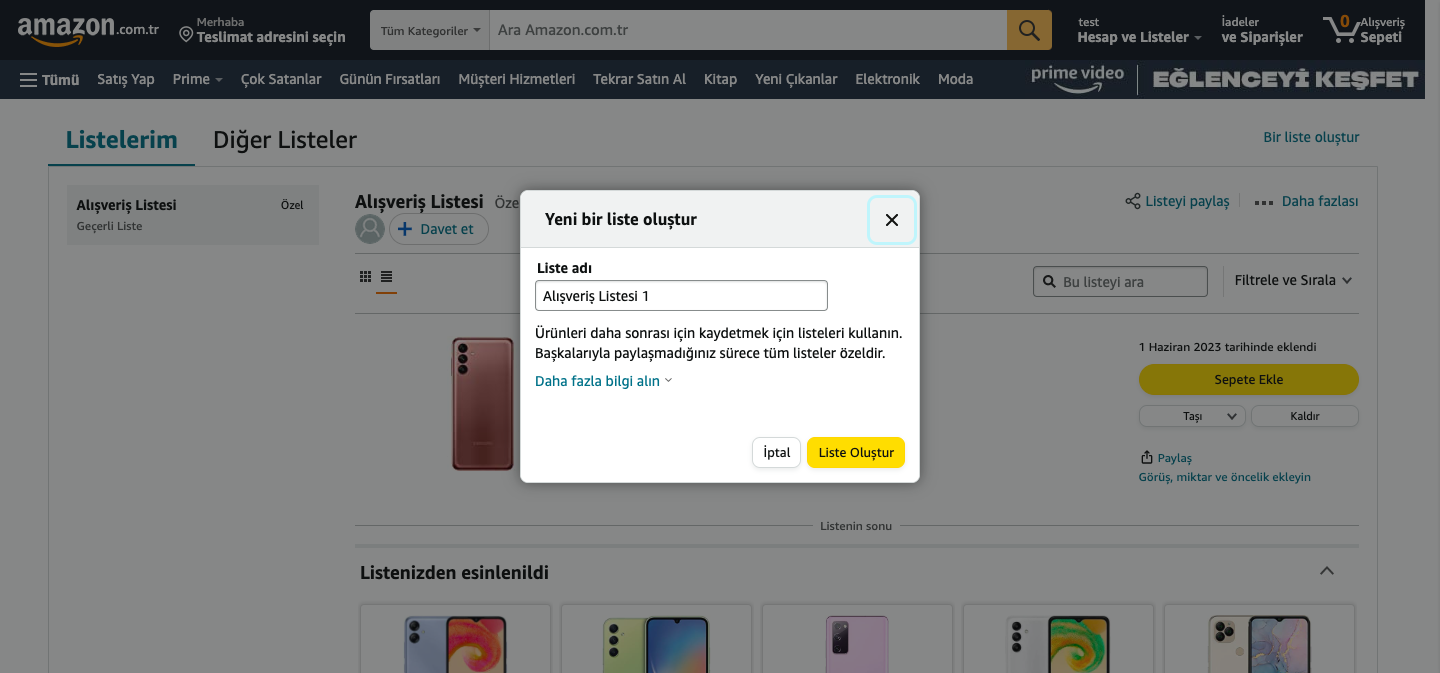 amazon.com.tr
Merhaba
Teslimat adresini seçin
Tüm Kategoriler
Ara Amazon.com.tr
test
Hesap ve Listeler
İadeler
ve Siparişler
0
Alışveriş
Sepeti
Tümü
Satış Yap
Prime
Çok Satanlar
Günün Fırsatları
Müşteri Hizmetleri
Tekrar Satın Al
Kitap
Yeni Çıkanlar
Elektronik
Moda
prime video
EĞLENCEYİ KEŞFET
Listelerim
Diğer Listeler
Bir liste oluştur
Alışveriş Listesi
Özel
Geçerli Liste
Alışveriş Listesi
Davet et
Listeyi paylaş
Daha fazlası
Bu listeyi ara
Filtrele ve Sırala
Yeni bir liste oluştur
Liste adı
Alışveriş Listesi 1
Ürünleri daha sonrası için kaydetmek için listeleri kullanın.
Başkalarıyla paylaşmadığınız sürece tüm listeler özeldir.
Daha fazla bilgi alın
İptal
Liste Oluştur
1 Haziran 2023 tarihinde eklendi
Sepete Ekle
Taşı
Kaldır
Paylaş
Görüş, miktar ve öncelik ekleyin
Listenin sonu
Listenizden esinlenildi